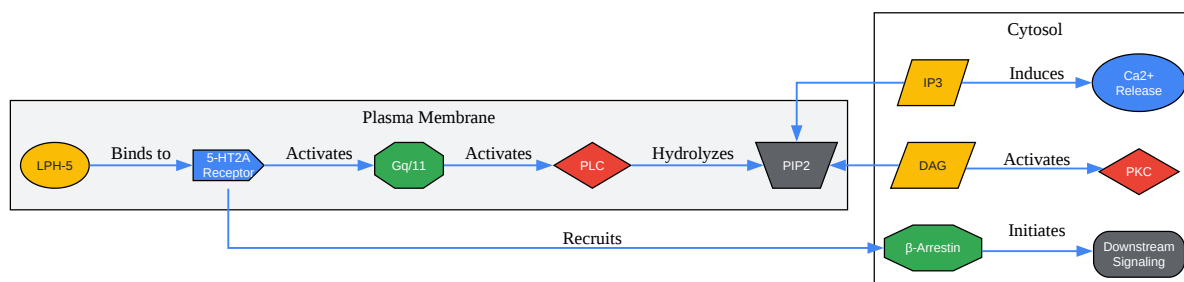 Cytosol
IP3
Induces
Ca2+
Release
Plasma Membrane
LPH-5
Binds to
5-HT2A
Receptor
Activates
Gq/11
Activates
PLC
Hydrolyzes
PIP2
DAG
Activates
PKC
Recruits
β-Arrestin
Initiates
Downstream
Signaling